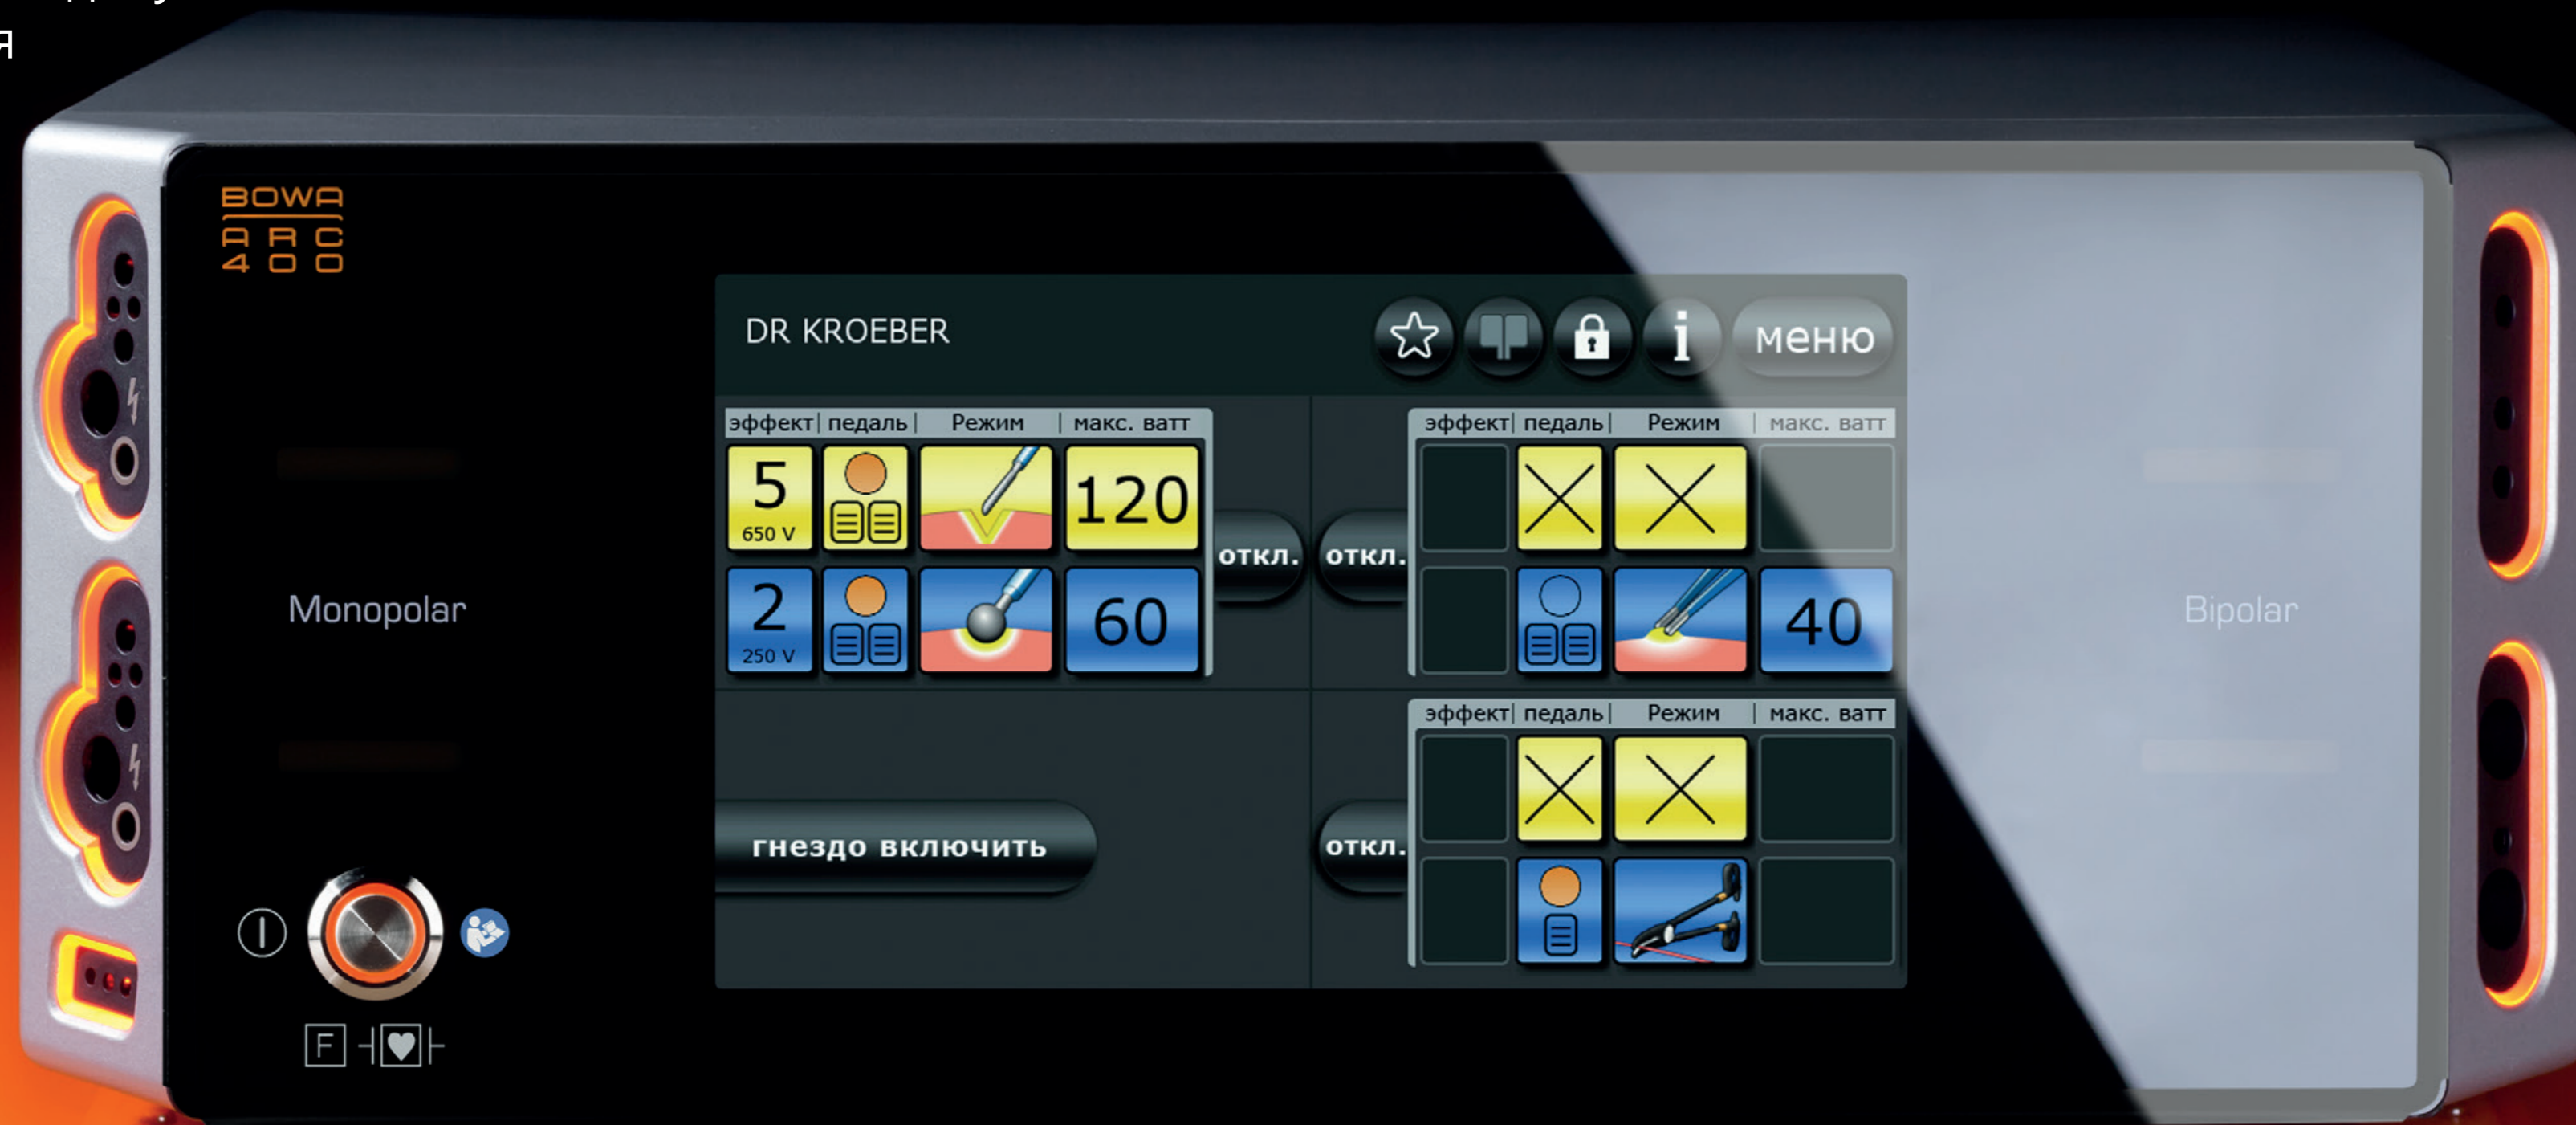 я
BOWA
ARC
400
DR KROEBER
i
меню
эффект| педаль| Режим | макс. ватт
5
650 V
120
2
250 V
60
откл.
откл.
эффект| педаль| Режим | макс. ватт
40
Monopolar
Bipolar
гнездо включить
откл.
эффект| педаль| Режим | макс. ватт
F